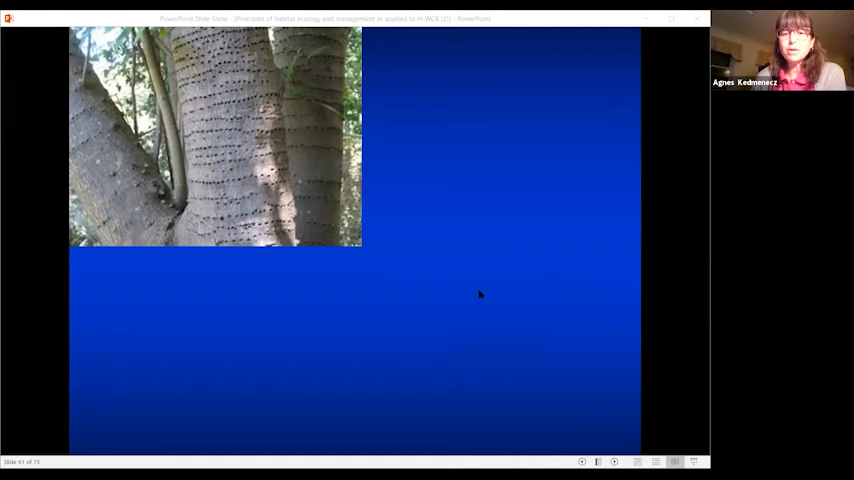 PowerPoint Slide Show - [Principles of habitat ecology and management as applied to H-WCB (2)] - PowerPoint
Agnes Kedmenecz
Slide 61 of 73